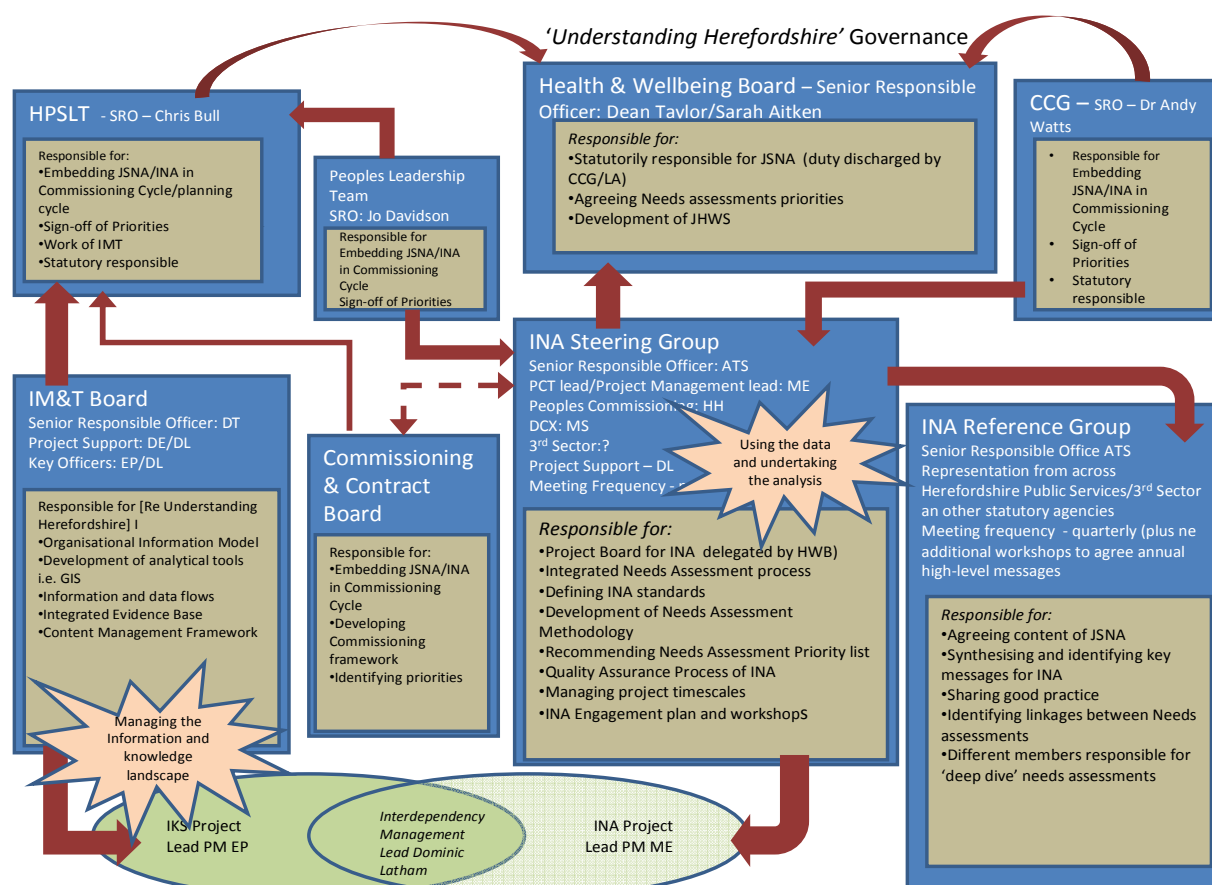 'Understanding Herefordshire' Governance
HPSLT - SRO – Chris Bull
Responsible for:
•Embedding JSNA/INA in
Commissioning Cycle/planning
cycle
•Sign-off of Priorities
•Work of IMT
•Statutory responsible
Peoples Leadership
Team
SRO: Jo Davidson
Responsible for
Embedding JSNA/INA
in Commissioning
Cycle
Sign-off of Priorities
Health & Wellbeing Board – Senior Responsible
Officer: Dean Taylor/Sarah Aitken
Responsible for:
•Statutorily responsible for JSNA (duty discharged by
CCG/LA)
•Agreeing Needs assessments priorities
•Development of JHWS
CCG – SRO – Dr Andy
Watts
• Responsible for
Embedding
JSNA/INA in
Commissioning
Cycle
• Sign-off of
Priorities
• Statutory
responsible
IM&T Board
Senior Responsible Officer: DT
Project Support: DE/DL
Key Officers: EP/DL
Responsible for [Re Understanding
Herefordshire] I
•Organisational Information Model
•Development of analytical tools
i.e. GIS
•Information and data flows
•Integrated Evidence Base
•Content Management Framework
Managing the
Information and
knowledge
landscape
Commissioning
& Contract
Board
Responsible for:
•Embedding JSNA/INA
in Commissioning
Cycle
•Developing
Commissioning
framework
•Identifying priorities
INA Steering Group
Senior Responsible Officer: ATS
PCT lead/Project Management lead: ME
Peoples Commissioning: HH
DCX: MS
3rd Sector:?
Project Support – DL
Meeting Frequency -
Using the data
and undertaking
the analysis
Responsible for:
•Project Board for INA delegated by HWB)
•Integrated Needs Assessment process
•Defining INA standards
•Development of Needs Assessment
Methodology
•Recommending Needs Assessment Priority list
•Quality Assurance Process of INA
•Managing project timescales
•INA Engagement plan and workshops
INA Reference Group
Senior Responsible Office ATS
Representation from across
Herefordshire Public Services/3rd Sector
an other statutory agencies
Meeting frequency - quarterly (plus ne
additional workshops to agree annual
high-level messages
Responsible for:
•Agreeing content of JSNA
•Synthesising and identifying key
messages for INA
•Sharing good practice
•Identifying linkages between Needs
assessments
•Different members responsible for
'deep dive' needs assessments
IKS Project
Lead PM EP
Interdependency
Management
Lead Dominic
Latham
INA Project
Lead PM ME